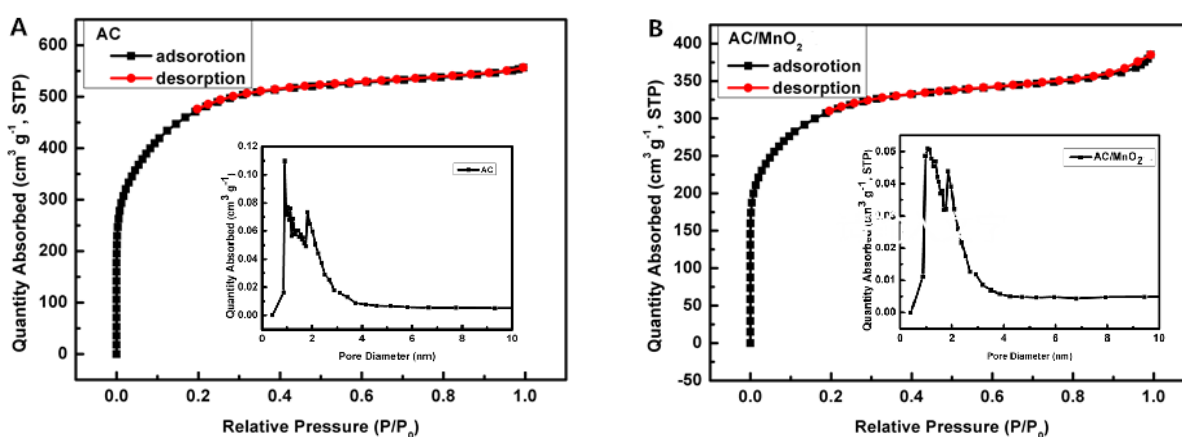 A
AC
adsorotion
desorption
600
500
400
300
200
100
0
Quantity Absorbed (cm³ g⁻¹, STP)
0.0 0.2 0.4 0.6 0.8 1.0
Relative Pressure (P/P₀)
AC
0.12
0.10
0.08
0.06
0.04
0.02
0.00
Quantity Absorbed (cm³ g⁻¹)
0 2 4 6 8 10
Pore Diameter (nm)
B
AC/MnO₂
adsorotion
desorption
400
350
300
250
200
150
100
50
0
-50
Quantity Absorbed (cm³ g⁻¹, STP)
0.0 0.2 0.4 0.6 0.8 1.0
Relative Pressure (P/P₀)
AC/MnO₂
0.05
0.04
0.01
0.00
Quantity Absorbed (cm³ g⁻¹, STP)
0 2 4 6 8 10
Pore Diameter (nm)